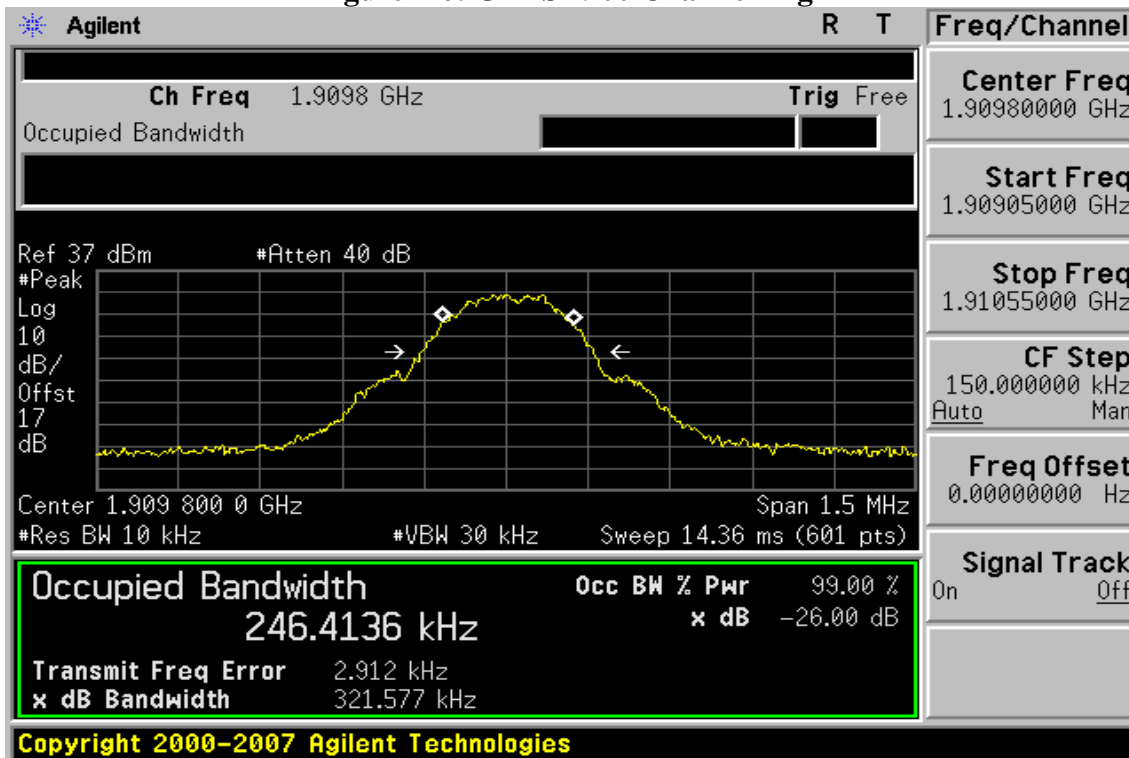 Agilent R T Freq/Channel
Ch Freq 1.9098 GHz Trig Free
Occupied Bandwidth
Center Freq
1.90980000 GHz
Start Freq
1.90905000 GHz
Stop Freq
1.91055000 GHz
CF Step
150.000000 kHz
Auto Man
Freq Offset
0.00000000 Hz
Signal Track
On Off
Ref 37 dBm #Atten 40 dB
#Peak
Log
10
dB/
Offst
17
dB
Center 1.909 800 0 GHz Span 1.5 MHz
#Res BW 10 kHz #VBW 30 kHz Sweep 14.36 ms (601 pts)
Occupied Bandwidth Occ BW % Pwr 99.00 %
246.4136 kHz x dB -26.00 dB
Transmit Freq Error 2.912 kHz
x dB Bandwidth 321.577 kHz
Copyright 2000-2007 Agilent Technologies